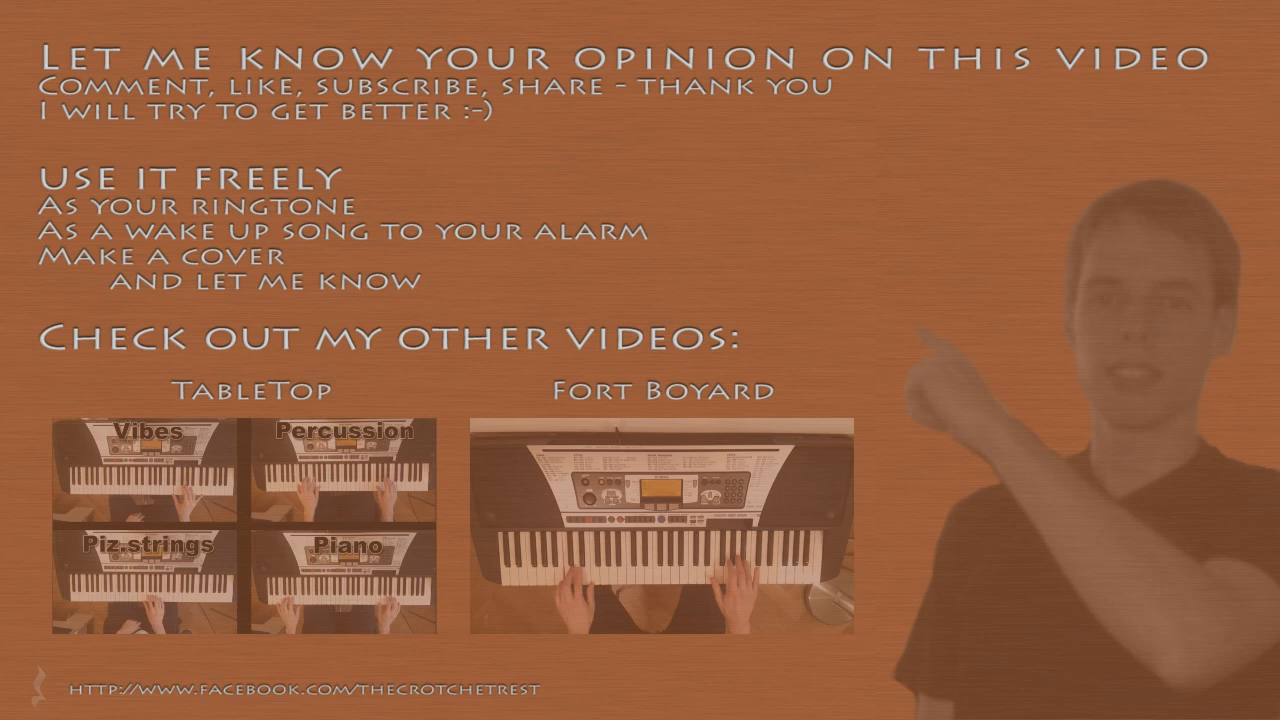 Let me know your opinion on this video
Comment, like, subscribe, share - thank you
I will try to get better :-)
Use it freely
As your ringtone
As a wake up song to your alarm
Make a cover
and let me know
Check out my other videos:
TableTop
Fort Boyard
Vibes
Percussion
Piz.strings
Piano
http://www.facebook.com/thecrotchetrest